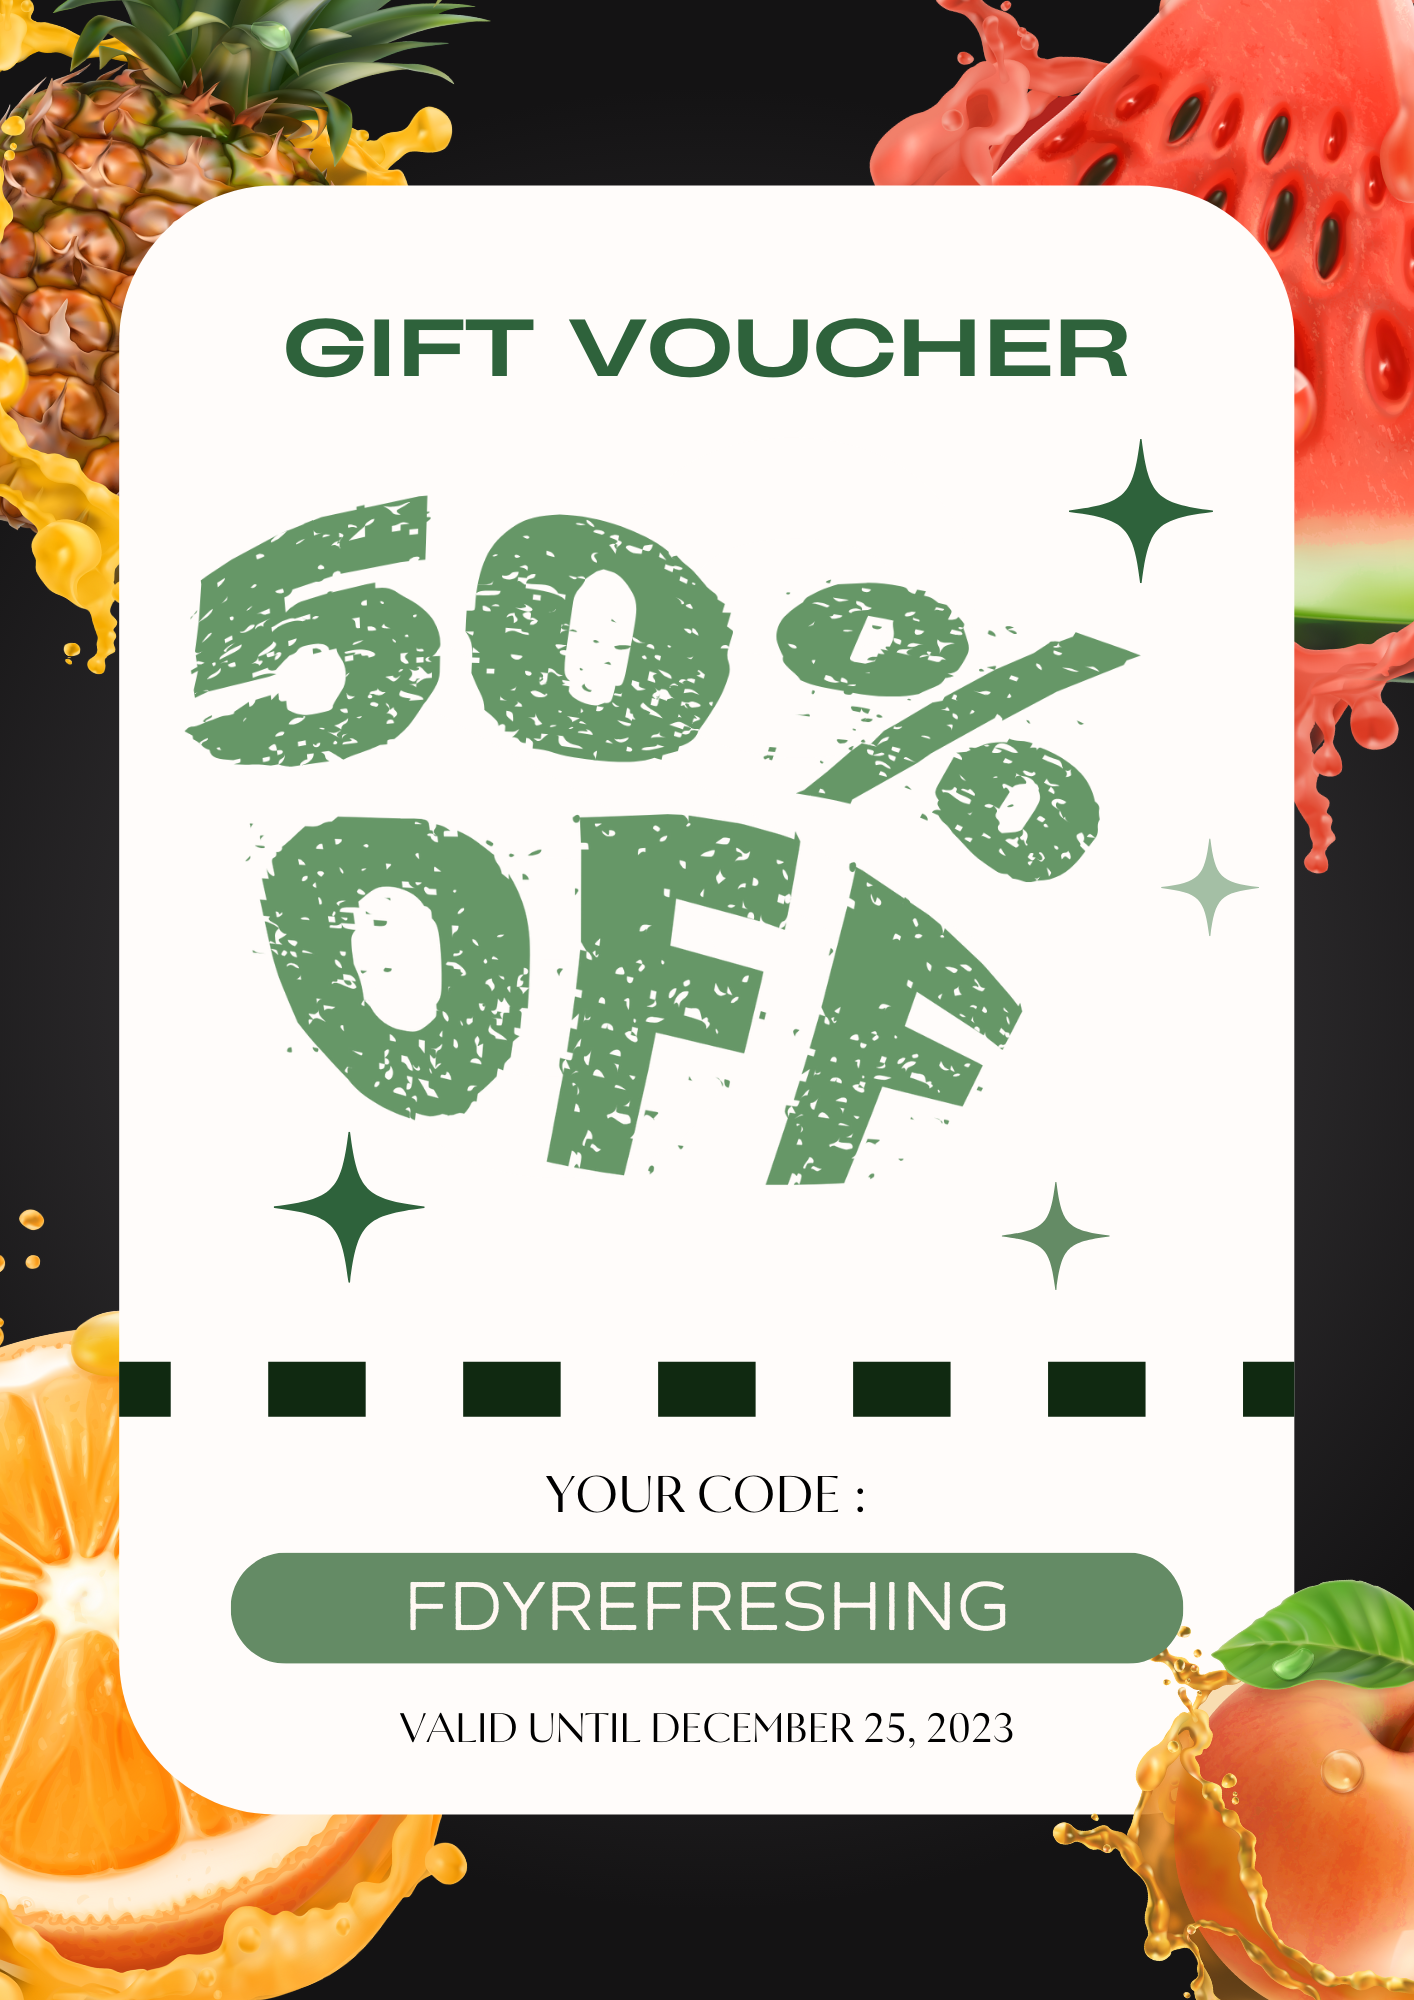 GIFT VOUCHER
50%
OFF
YOUR CODE :
FDYREFRESHING
VALID UNTIL DECEMBER 25, 2023